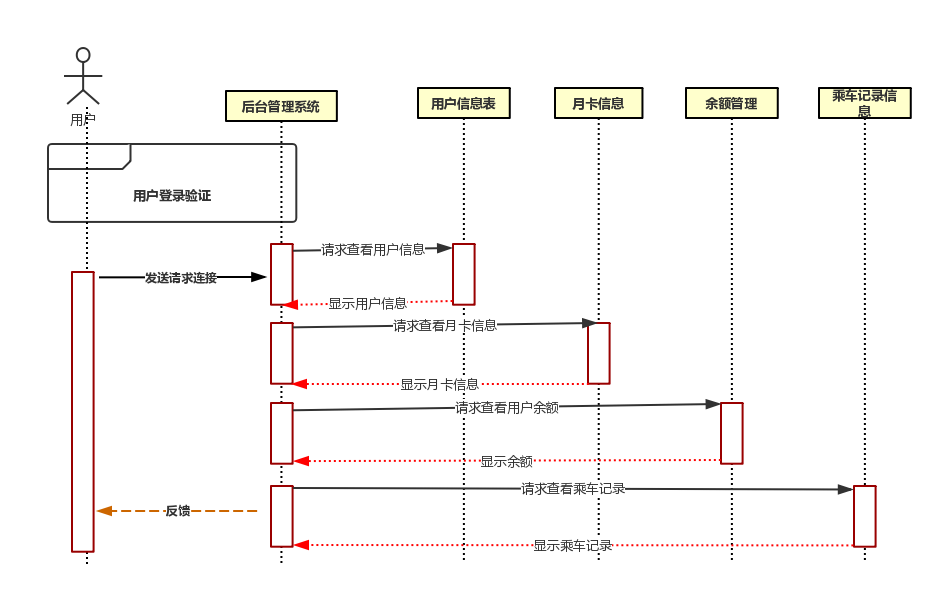 用户
后台管理系统
用户信息表
月卡信息
余额管理
乘车记录信
息
用户登录验证
请求查看用户信息
发送请求连接
显示用户信息
请求查看月卡信息
显示月卡信息
请求查看用户余额
显示余额
请求查看乘车记录
反馈
显示乘车记录